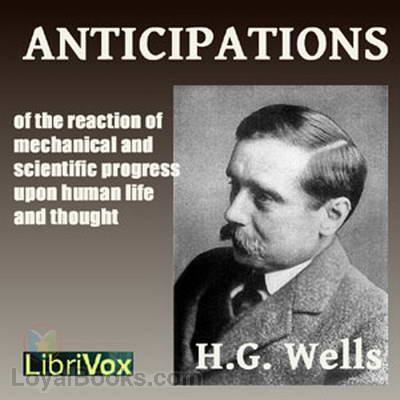 ANTICIPATIONS
of the reaction of
mechanical and
scientific progress
upon human life
and thought
H.G. Wells
LibriVox
LoyalBooks.com